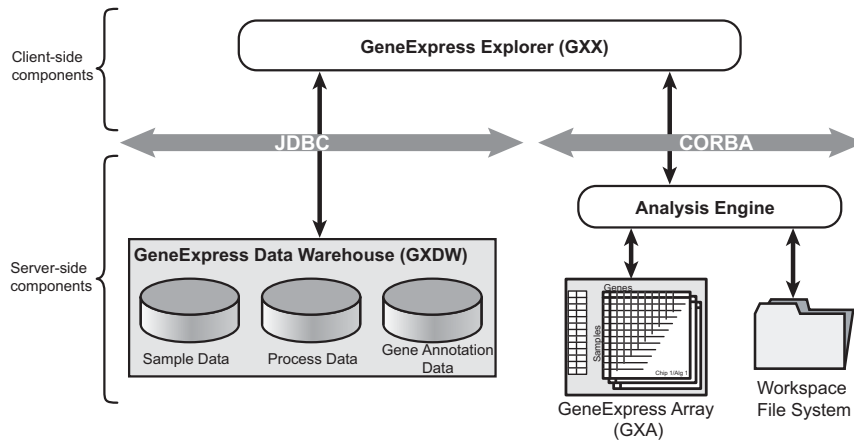 Client-side
components
GeneExpress Explorer (GXX)
JDBC
CORBA
Server-side
components
GeneExpress Data Warehouse (GXDW)
Sample Data
Process Data
Gene Annotation
Data
Analysis Engine
Genes
Samples
Chip 1/Alg 1
GeneExpress Array
(GXA)
Workspace
File System